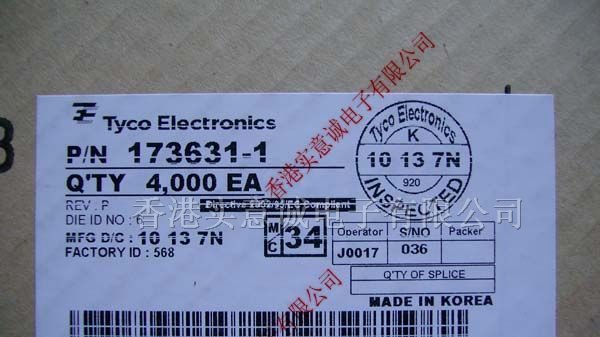 Tyco Electronics
P/N 173631-1
Q'TY 4,000 EA
REV : P
Directive 2002/95/EC Compliant
DIE ID NO : 6
MFG D/C : 10 13 7N
FACTORY ID : 568
M C 34
Tyco Electronics
K
10 13 7N
920
INSPECTED
Operator S/NO Packer
J0017 036
Q'TY OF SPLICE
MADE IN KOREA
香港实意诚电子有限公司
香港实意诚电子有限公司
有限公司